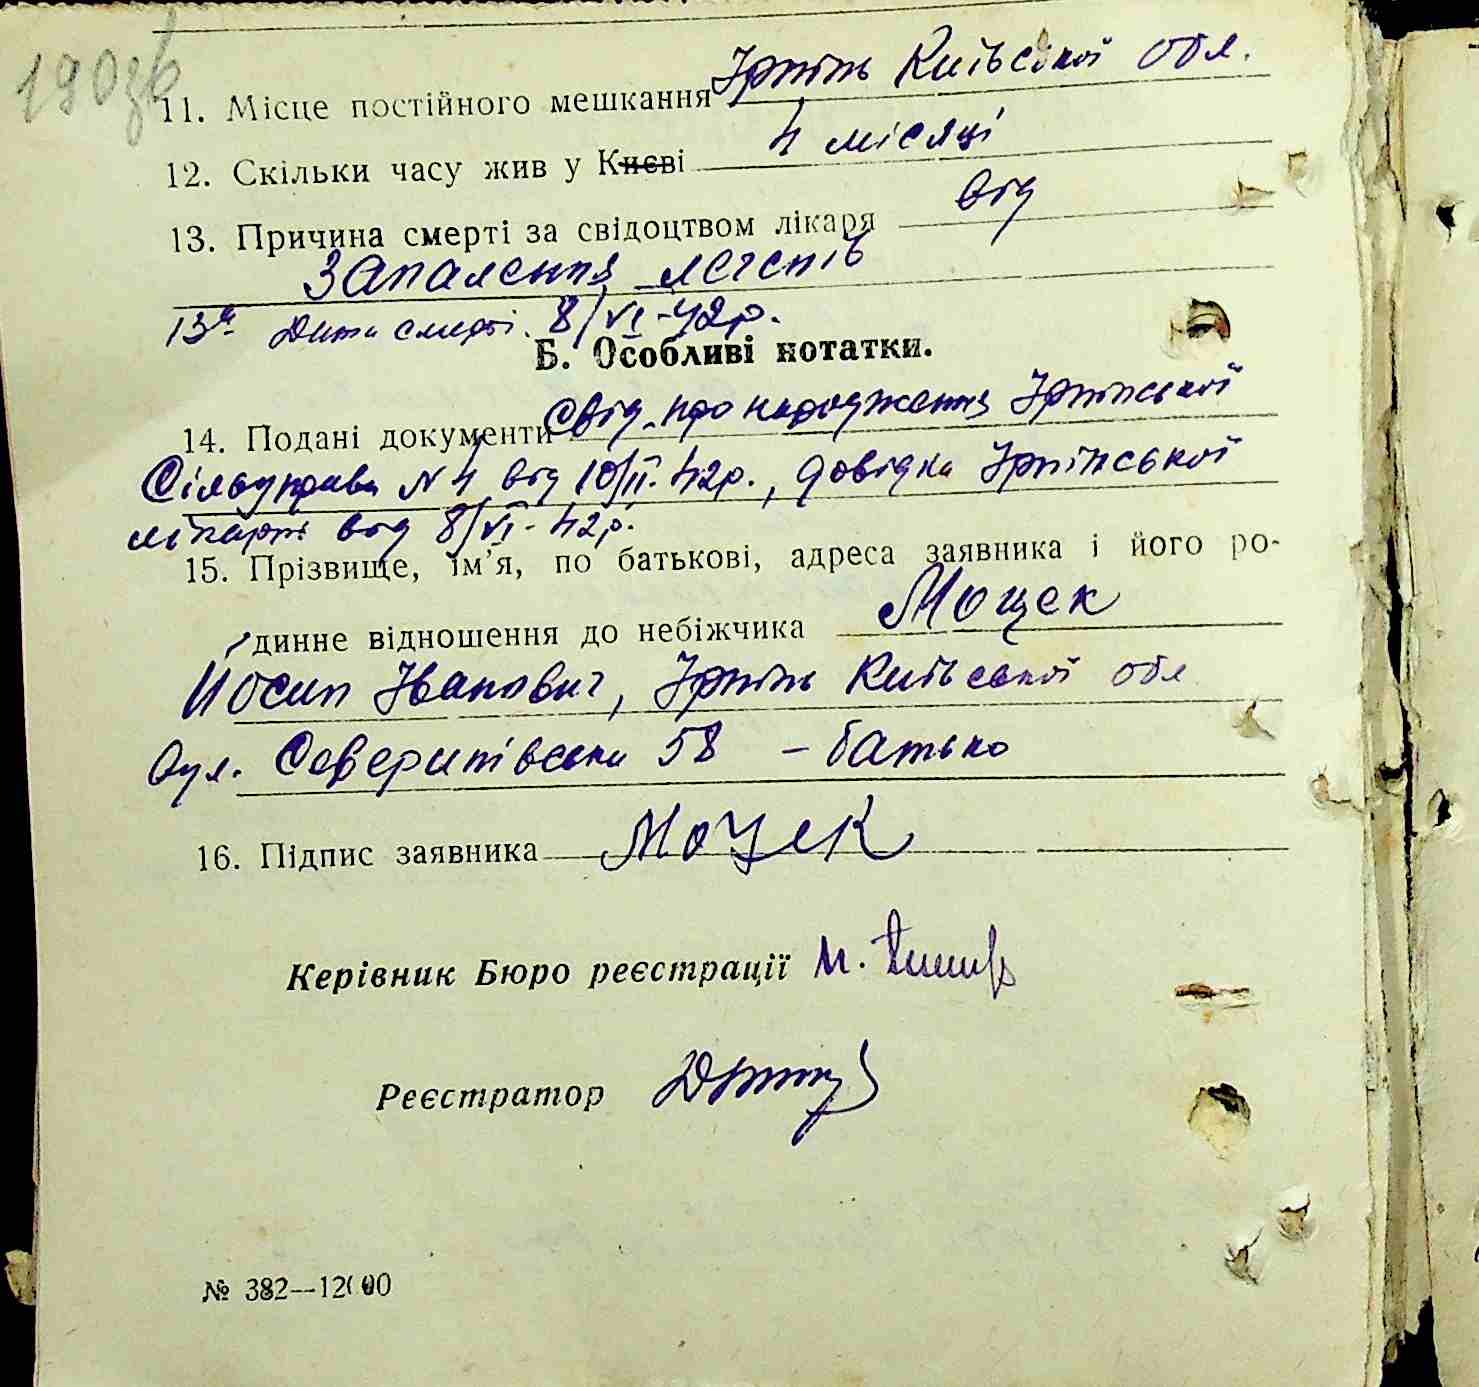 190зв
11. Місце постійного мешкання Ірпінь Київської обл.
12. Скільки часу жив у Києві 4 місяці
13. Причина смерті за свідоцтвом лікаря від
запалення легенів
13а Дата смерті. 8/VI-42р.
Б. Особливі нотатки.
14. Подані документи Свід. про народження Ірпінської
Сільуправи N 4 від 10/II-42р., довідка Ірпінської
лікарні від 8/VI-42р.
15. Прізвище, ім’я, по батькові, адреса заявника і його ро-
динне відношення до небіжчика Моцек
Йосип Іванович, Ірпінь Київської обл
вул. Северинівська 58 – батько
16. Підпис заявника Моцек
Керівник Бюро реєстрації
Реєстратор
№ 382—12000